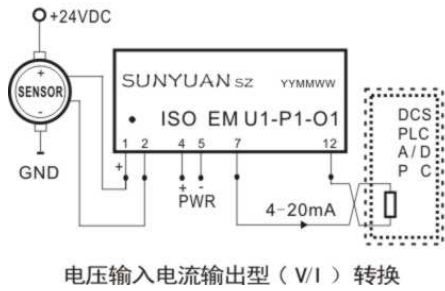 +24VDC
SENSOR
+
-
GND
SUNYUAN SZ YYMMWW
ISO EM U1-P1-O1
1 2 4 5 7 12
+
+ -
PWR
4-20mA
DCS
PLC
A/D
P C
电压输入电流输出型（V/I）转换